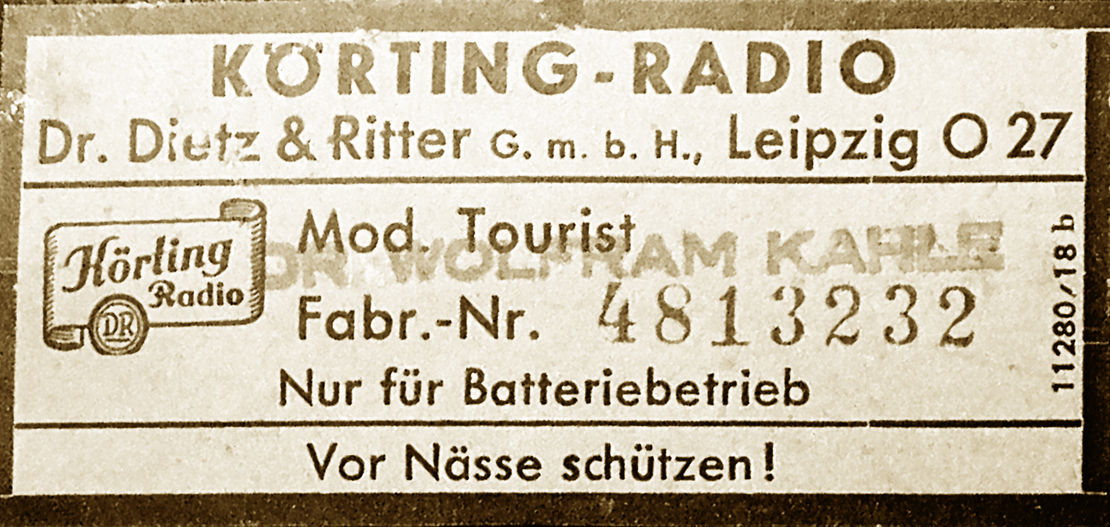 KÖRTING-RADIO
Dr. Dietz & Ritter G. m. b. H., Leipzig O 27
Körting
Radio
DR
Mod. Tourist
DR. WOLFRAM KAHLE
Fabr.-Nr. 4813232
Nur für Batteriebetrieb
11280/18 b
Vor Nässe schützen!